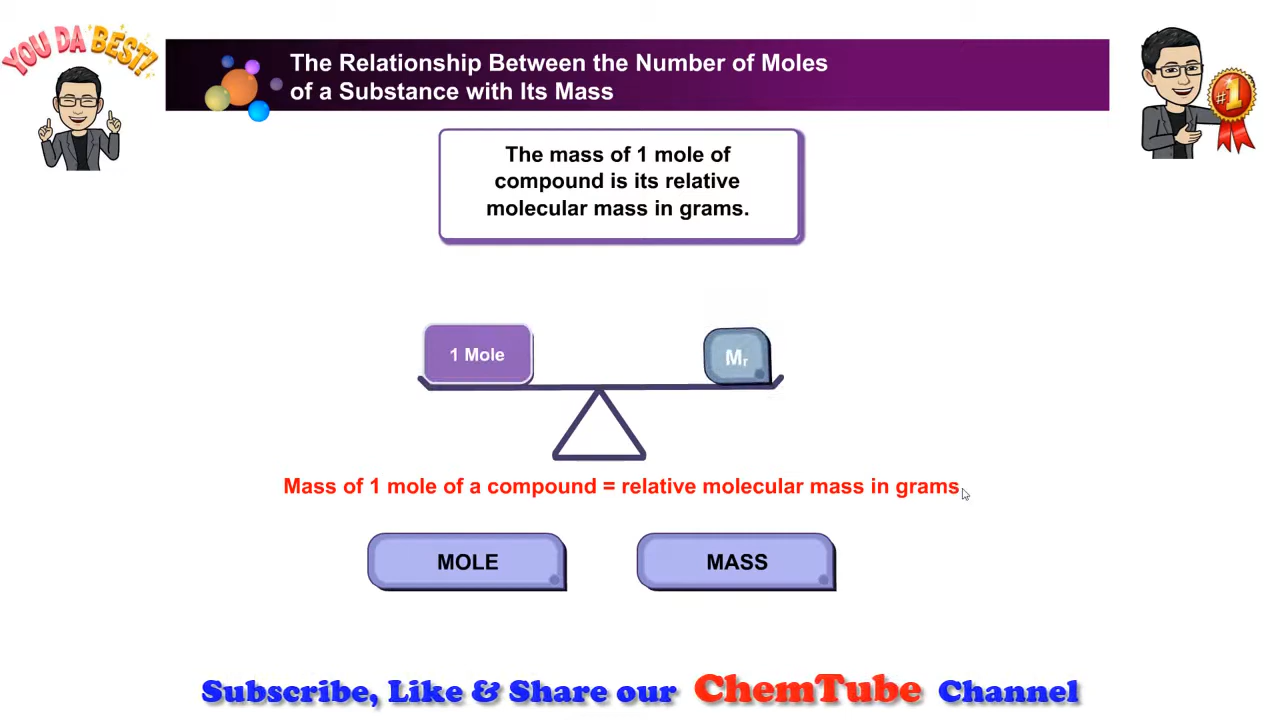 YOU DA BEST!
The Relationship Between the Number of Moles
of a Substance with Its Mass
#1
The mass of 1 mole of
compound is its relative
molecular mass in grams.
1 Mole
Mr
Mass of 1 mole of a compound = relative molecular mass in grams
MOLE
MASS
Subscribe, Like & Share our ChemTube Channel